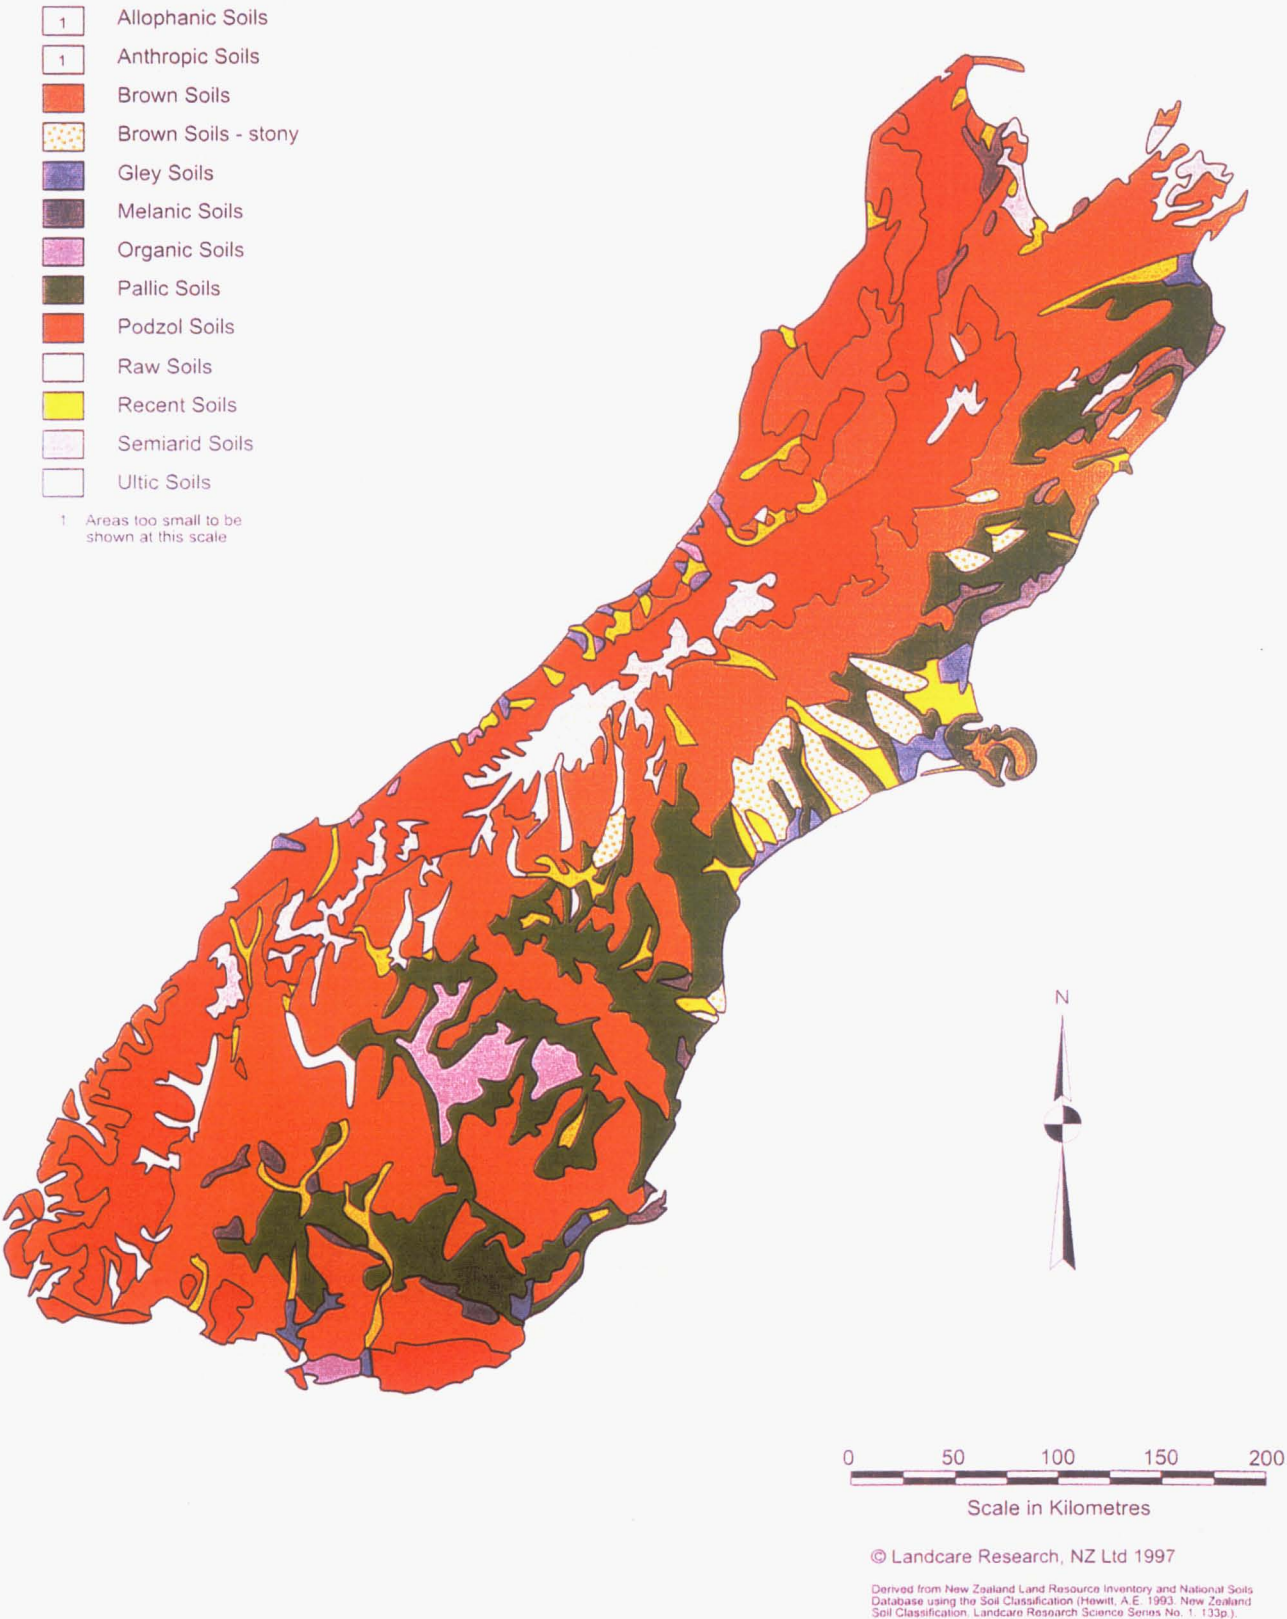 1 Allophanic Soils
1 Anthropic Soils
Brown Soils
Brown Soils - stony
Gley Soils
Melanic Soils
Organic Soils
Pallic Soils
Podzol Soils
Raw Soils
Recent Soils
Semiarid Soils
Ultic Soils
1 Areas too small to be
shown at this scale
N
0 50 100 150 200
Scale in Kilometres
© Landcare Research, NZ Ltd 1997
Derived from New Zealand Land Resource Inventory and National Soils
Database using the Soil Classification (Hewitt, A.E. 1993. New Zealand
Soil Classification, Landcare Research Science Series No. 1. 133p.).